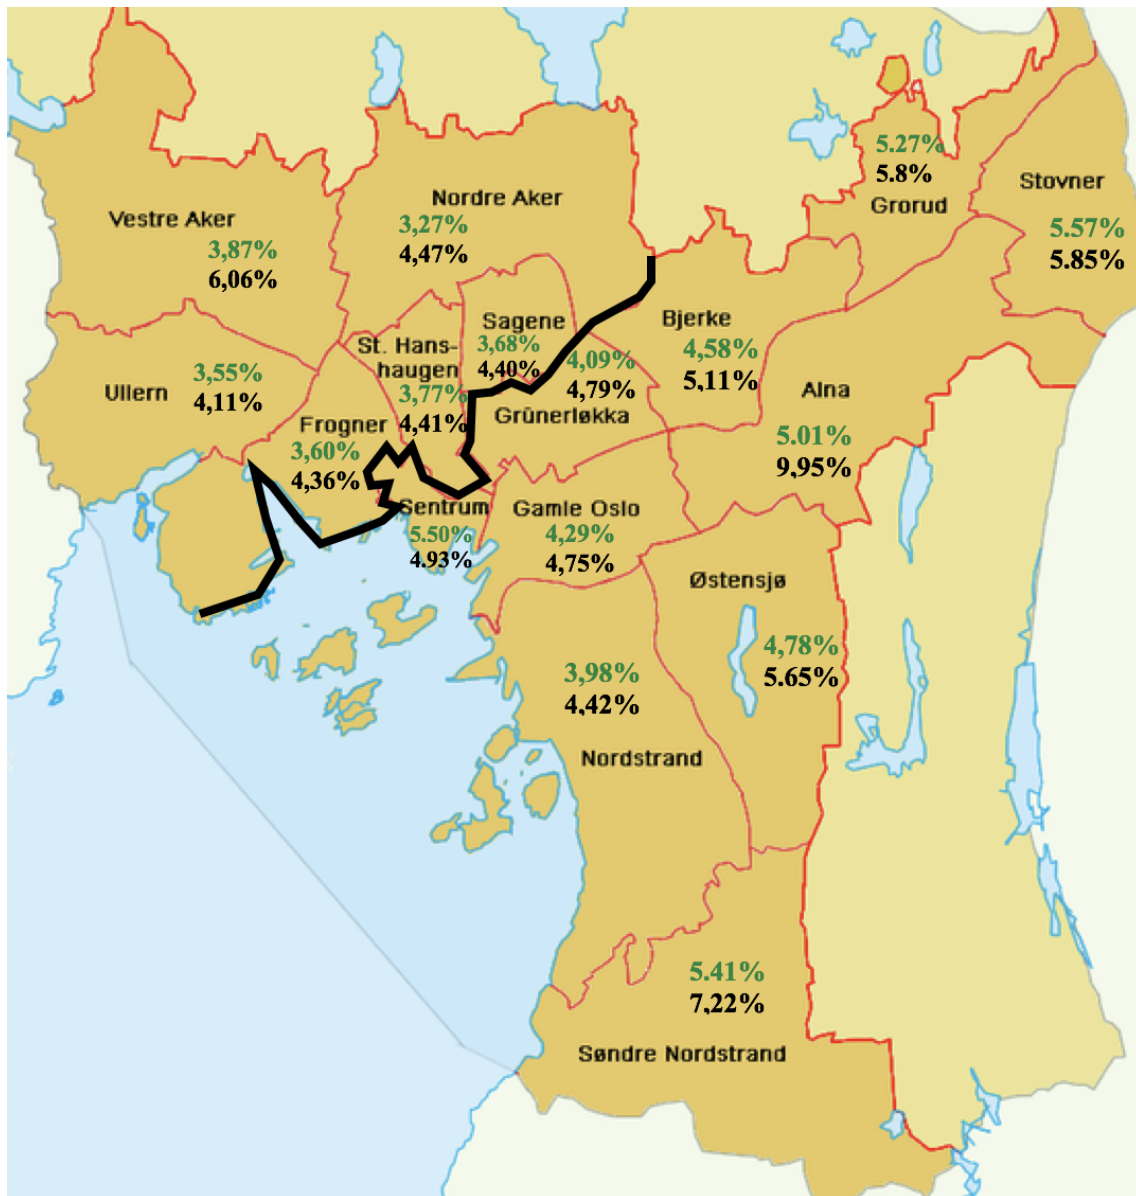 5.27%
5.8%
Grorud
Stovner
5.57%
5.85%
Nordre Aker
3,27%
4,47%
Vestre Aker
3,87%
6,06%
Sagene
3,68%
4,40%
St. Hans-
haugen
3,77%
4,41%
Bjerke
4,58%
5,11%
4,09%
4,79%
Grünerløkka
Ullern
3,55%
4,11%
Alna
5.01%
9,95%
Frogner
3,60%
4,36%
Sentrum
5.50%
4.93%
Gamle Oslo
4,29%
4,75%
Østensjø
4,78%
5.65%
3,98%
4,42%
Nordstrand
5.41%
7,22%
Søndre Nordstrand